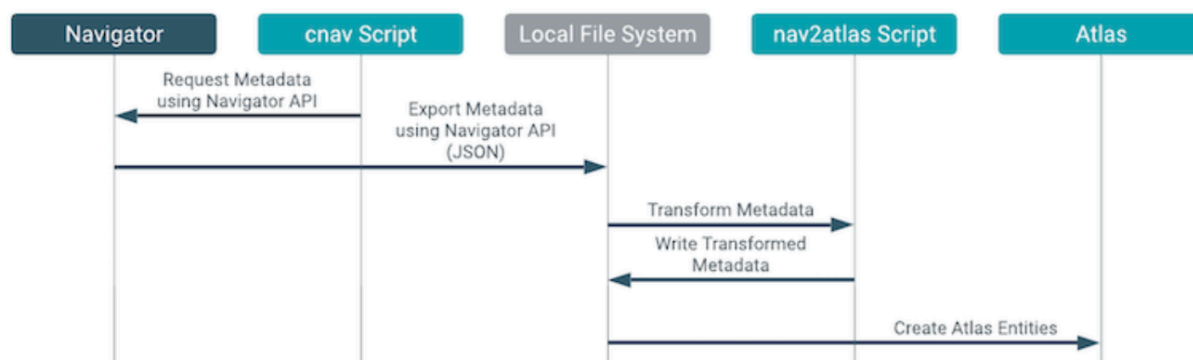 Navigator
cnav Script
Local File System
nav2atlas Script
Atlas
Request Metadata
using Navigator API
Export Metadata
using Navigator API
(JSON)
Transform Metadata
Write Transformed
Metadata
Create Atlas Entities